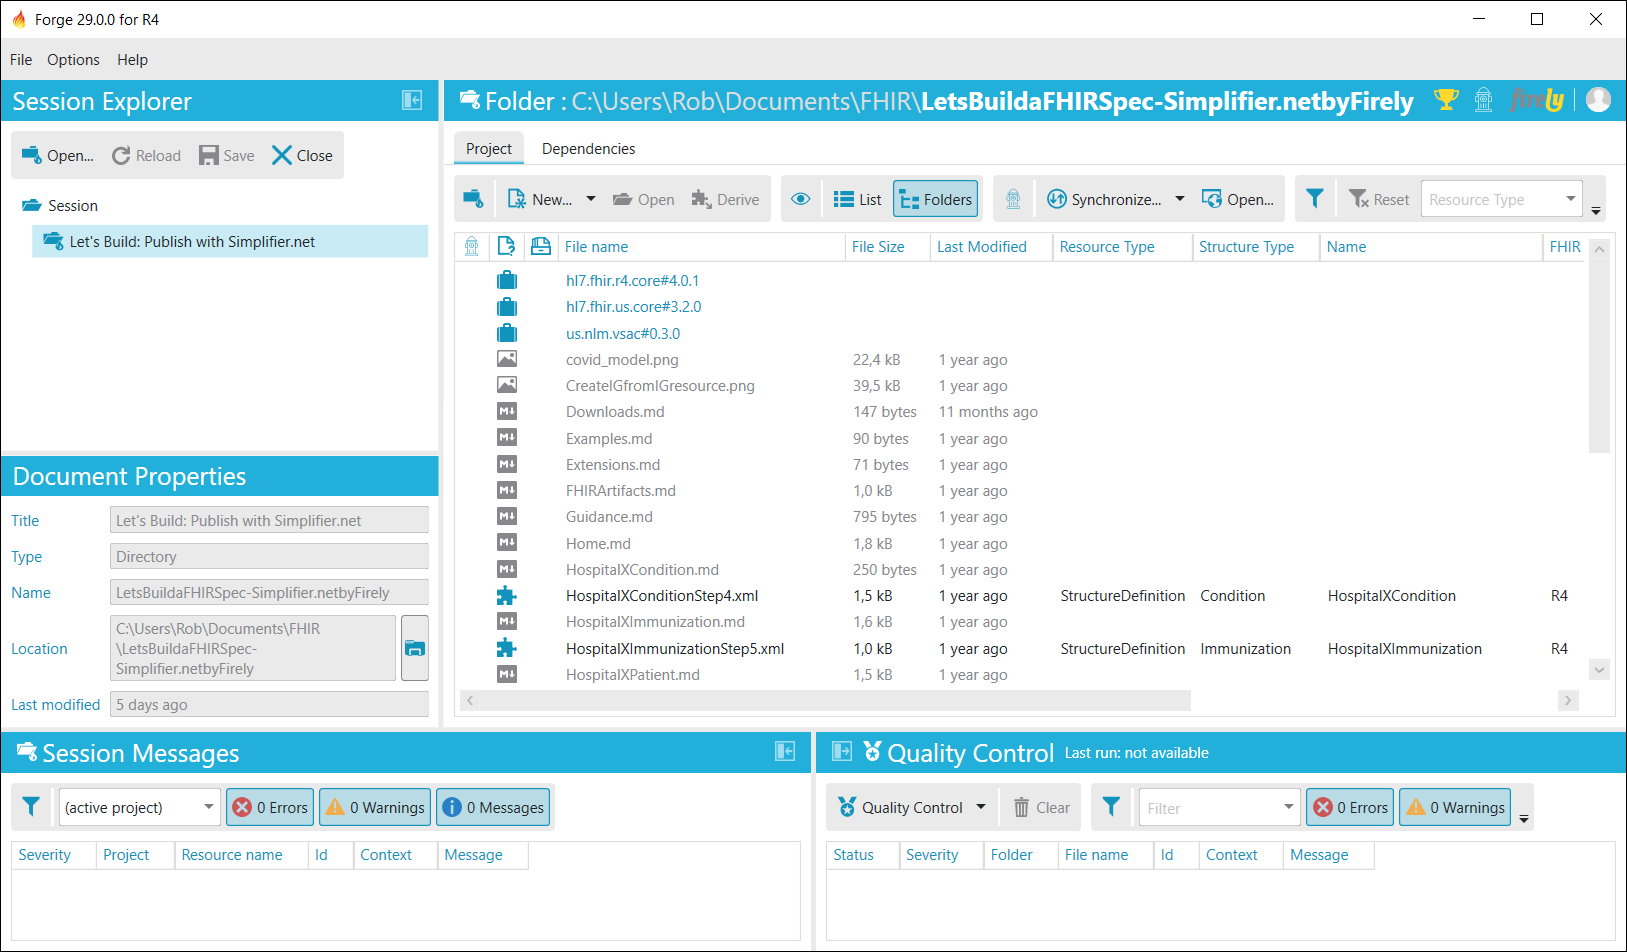 Forge 29.0.0 for R4
File Options Help
Session Explorer
Open... Reload Save Close
Session
Let's Build: Publish with Simplifier.net
Document Properties
Title Let's Build: Publish with Simplifier.net
Type Directory
Name LetsBuildaFHIRSpec-Simplifier.netbyFirely
Location C:\Users\Rob\Documents\FHIR
\LetsBuildaFHIRSpec-
Simplifier.netbyFirely
Last modified 5 days ago
Folder : C:\Users\Rob\Documents\FHIR\LetsBuildaFHIRSpec-Simplifier.netbyFirely firely
Project Dependencies
New... Open Derive List Folders Synchronize... Open... Reset Resource Type
File name File Size Last Modified Resource Type Structure Type Name FHIR
hl7.fhir.r4.core#4.0.1
hl7.fhir.us.core#3.2.0
us.nlm.vsac#0.3.0
covid_model.png 22,4 kB 1 year ago
CreateIGfromIGresource.png 39,5 kB 1 year ago
M Downloads.md 147 bytes 11 months ago
M Examples.md 90 bytes 1 year ago
M Extensions.md 71 bytes 1 year ago
M FHIRArtifacts.md 1,0 kB 1 year ago
M Guidance.md 795 bytes 1 year ago
M Home.md 1,8 kB 1 year ago
M HospitalXCondition.md 250 bytes 1 year ago
HospitalXConditionStep4.xml 1,5 kB 1 year ago StructureDefinition Condition HospitalXCondition R4
M HospitalXImmunization.md 1,6 kB 1 year ago
HospitalXImmunizationStep5.xml 1,0 kB 1 year ago StructureDefinition Immunization HospitalXImmunization R4
M HospitalXPatient.md 1,5 kB 1 year ago
Session Messages
(active project) 0 Errors 0 Warnings 0 Messages
Severity Project Resource name Id Context Message
Quality Control Last run: not available
Quality Control Clear Filter 0 Errors 0 Warnings
Status Severity Folder File name Id Context Message